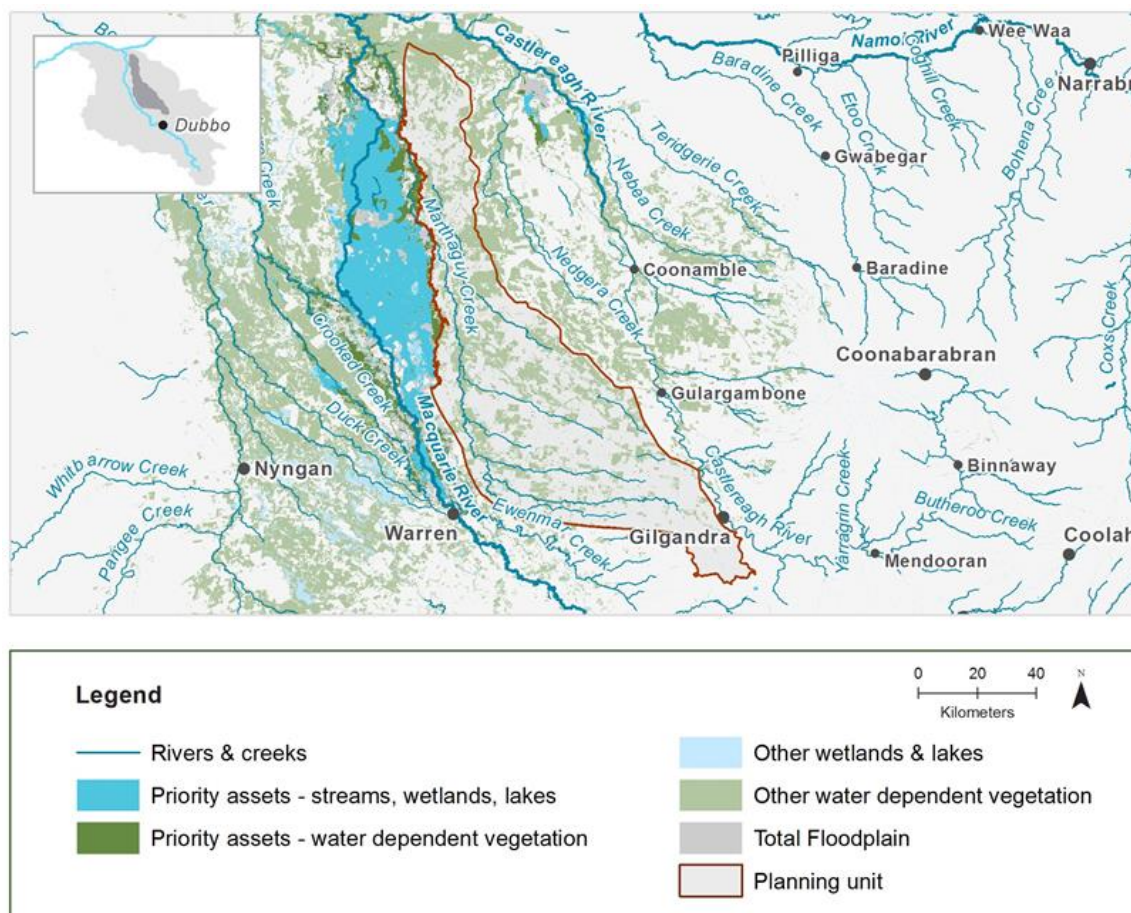 Dubbo
Castlereagh River
Namoi River
Wee Waa
Pilliga
Narrabr
Baradine Creek
Etoo Creek
Coghill Creek
Bohena Creek
Gwabegar
Teridgerie Creek
Nebea Creek
Coonamble
Baradine
Marthaguy Creek
Nedgera Creek
Coxs Creek
Coonabarabran
Gulargambone
Crooked Creek
Duck Creek
Macquarie River
Nyngan
Whitbarrow Creek
Pangee Creek
Warren
Ewenmar Creek
Castlereagh River
Gilgandra
Yarragrin Creek
Binnaway
Butheroo Creek
Mendooran
Coolah
Legend
0 20 40
Kilometers
N
Rivers & creeks
Priority assets - streams, wetlands, lakes
Priority assets - water dependent vegetation
Other wetlands & lakes
Other water dependent vegetation
Total Floodplain
Planning unit